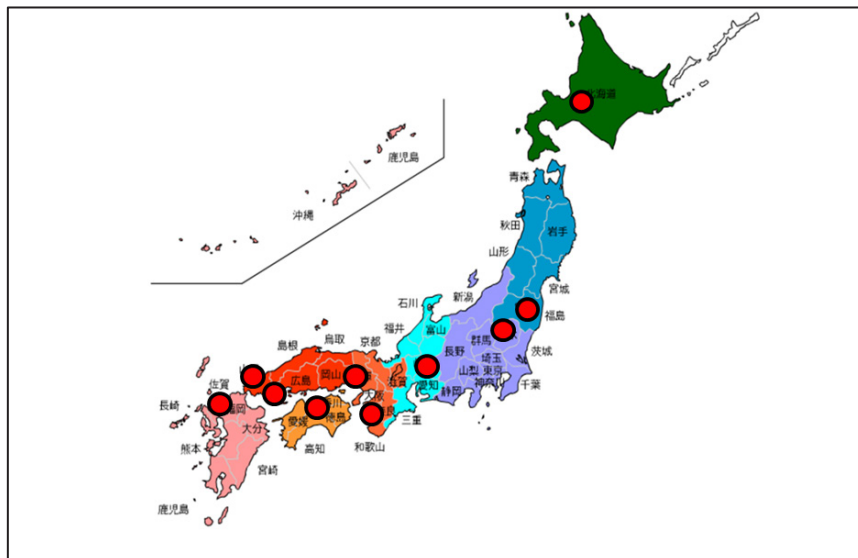 北海道
鹿児島
沖縄
青森
秋田
岩手
山形
宮城
新潟
石川
福島
福井
富山
鳥取
島根
京都
群馬
長野
茨城
埼玉
山梨
東京
神奈川
千葉
静岡
愛知
滋賀
岡山
広島
大阪
三重
和歌山
徳島
愛媛
高知
佐賀
長崎
福岡
大分
熊本
宮崎
鹿児島